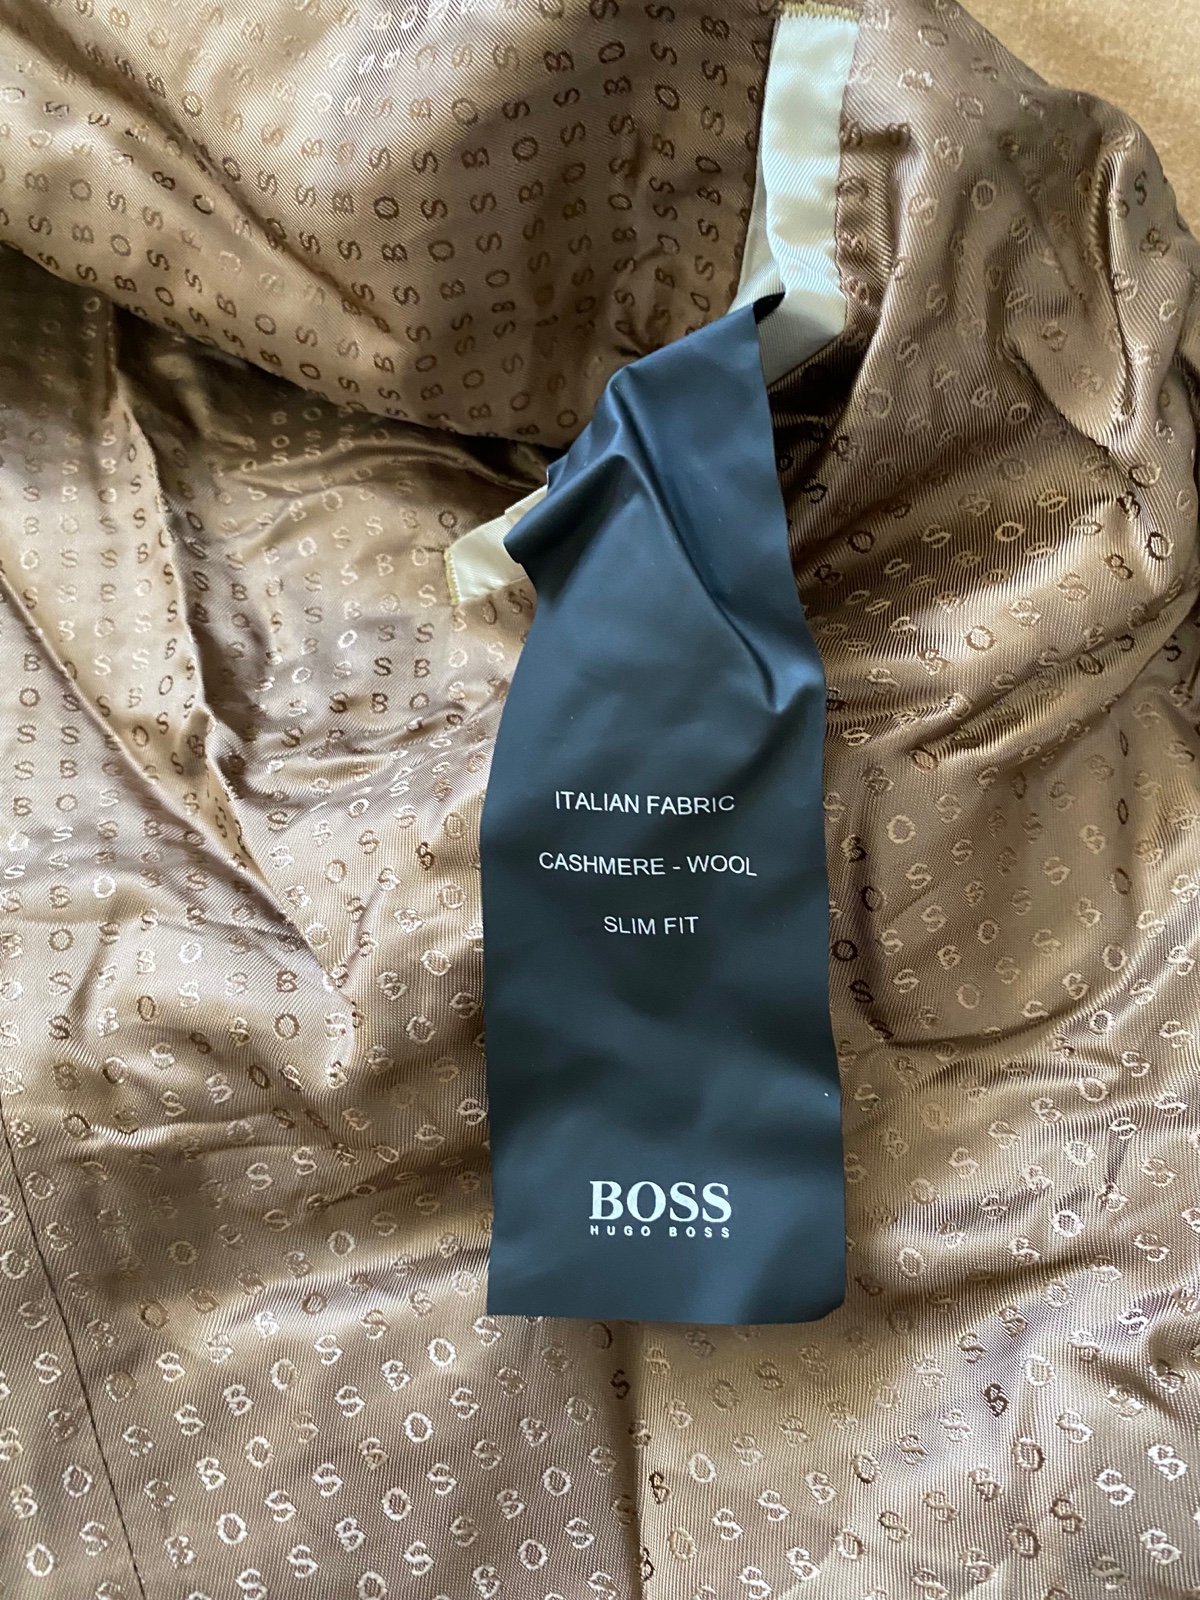 ITALIAN FABRIC
CASHMERE - WOOL
SLIM FIT
BOSS
HUGO BOSS